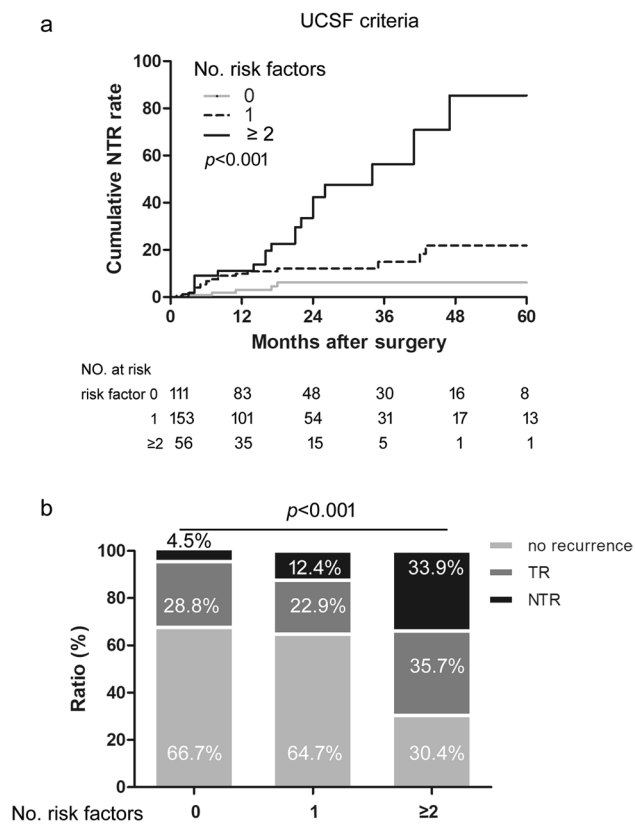 a
UCSF criteria
Cumulative NTR rate
100
80
60
40
20
0
No. risk factors
0
1
≥ 2
p<0.001
0 12 24 36 48 60
Months after surgery
NO. at risk
risk factor 0 111 83 48 30 16 8
1 153 101 54 31 17 13
≥2 56 35 15 5 1 1
b
p<0.001
Ratio (%)
100
80
60
40
20
0
4.5%
28.8%
66.7%
12.4%
22.9%
64.7%
33.9%
35.7%
30.4%
no recurrence
TR
NTR
No. risk factors 0 1 ≥2